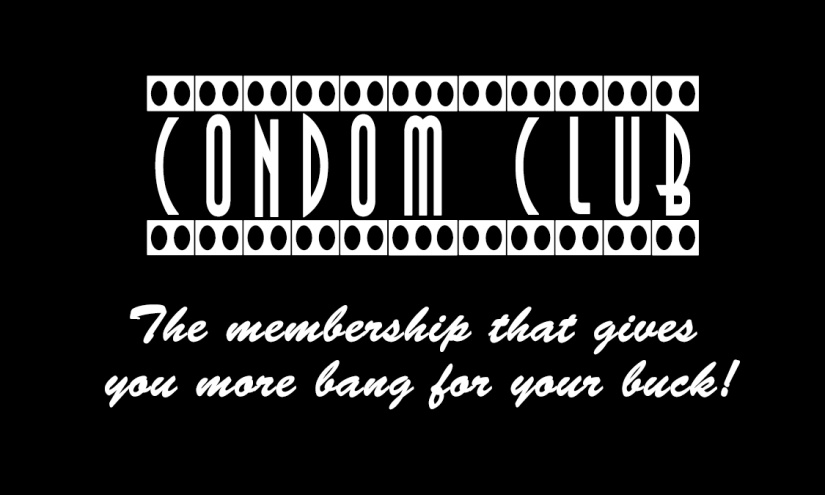 CONDOM CLUB
The membership that gives
you more bang for your buck!